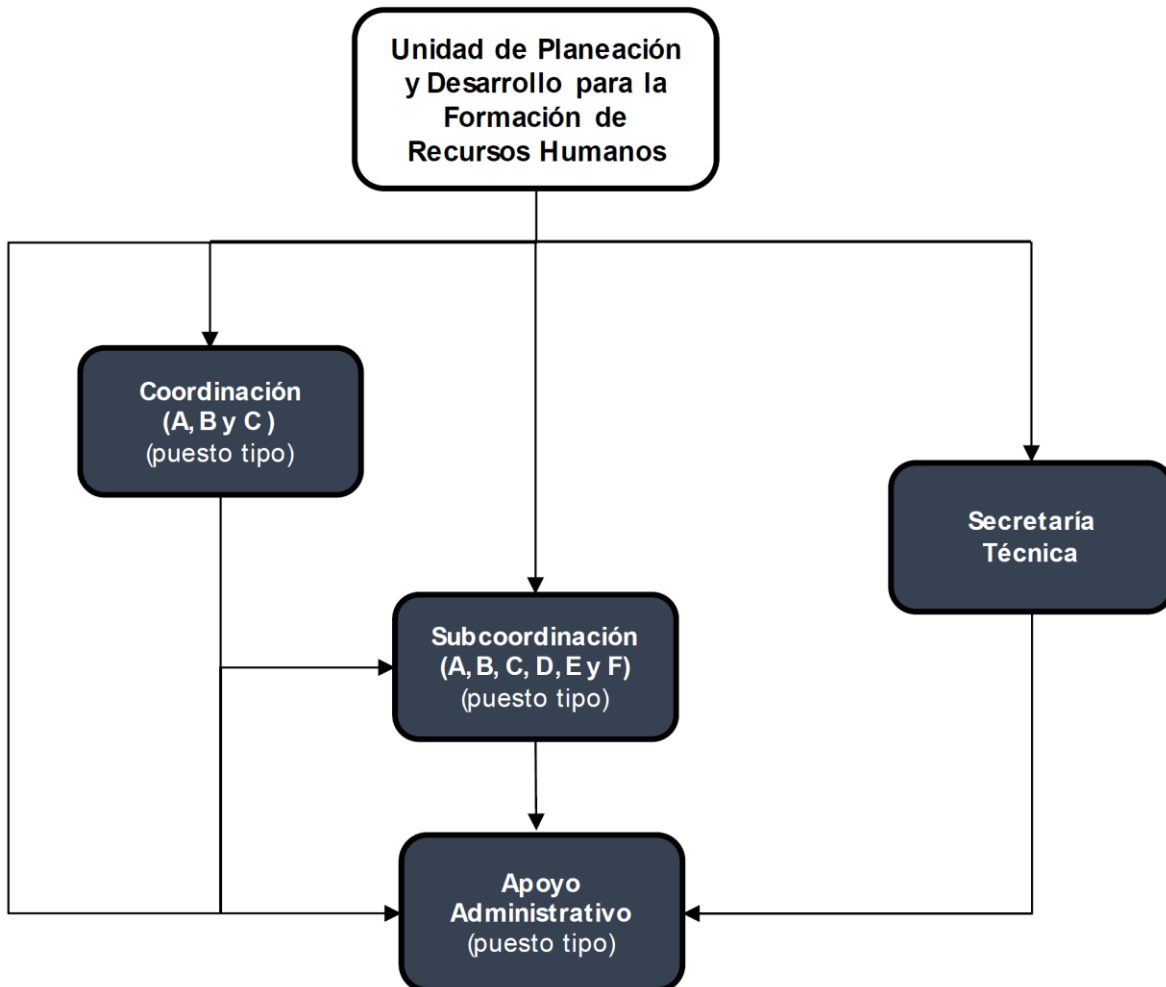 Unidad de Planeación
y Desarrollo para la
Formación de
Recursos Humanos
Coordinación
(A, B y C )
(puesto tipo)
Secretaría
Técnica
Subcoordinación
(A, B, C, D, E y F)
(puesto tipo)
Apoyo
Administrativo
(puesto tipo)